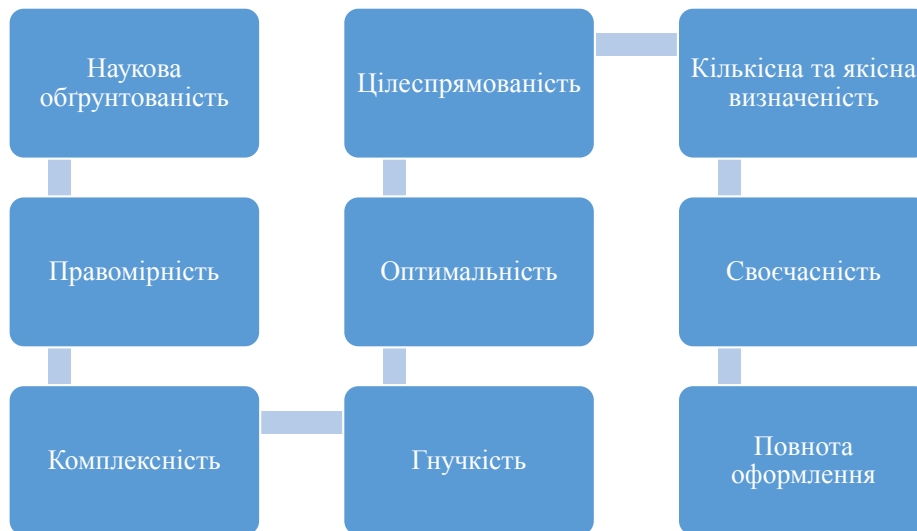 Наукова
обґрунтованість
Правомірність
Комплексність
Гнучкість
Оптимальність
Цілеспрямованість
Кількісна та якісна
визначеність
Своєчасність
Повнота
оформлення